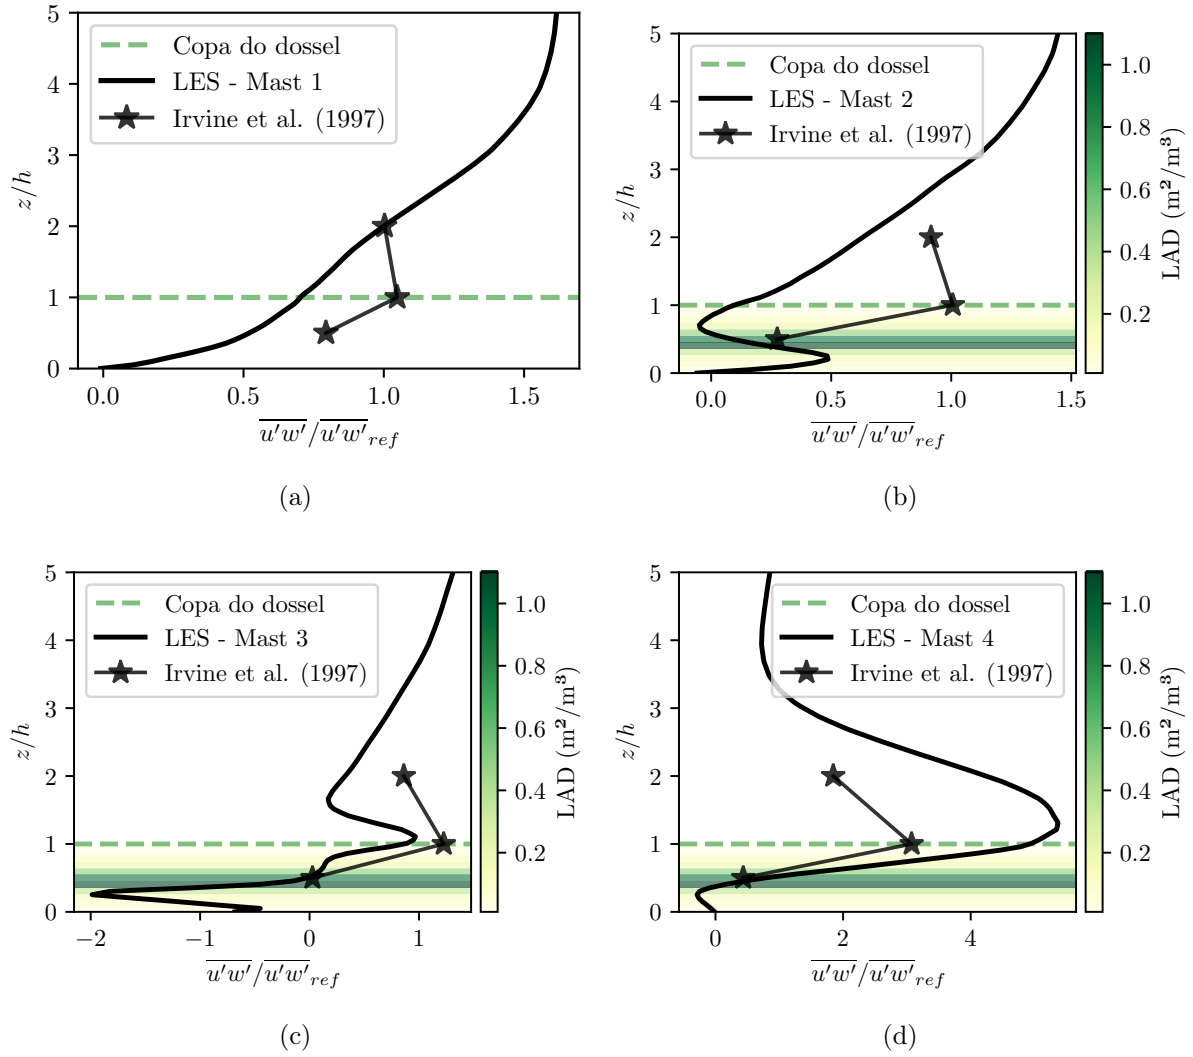 5
4
3
2
1
0
z/h
Copa do dossel
LES - Mast 1
Irvine et al. (1997)
0.0 0.5 1.0 1.5
u'w'/u'w'ref
(a)
5
4
3
2
1
0
z/h
Copa do dossel
LES - Mast 2
Irvine et al. (1997)
0.0 0.5 1.0 1.5
u'w'/u'w'ref
1.0
0.8
0.6
0.4
0.2
LAD (m²/m³)
(b)
5
4
3
2
1
0
z/h
Copa do dossel
LES - Mast 3
Irvine et al. (1997)
−2 −1 0 1
u'w'/u'w'ref
1.0
0.8
0.6
0.4
0.2
LAD (m²/m³)
(c)
5
4
3
2
1
0
z/h
Copa do dossel
LES - Mast 4
Irvine et al. (1997)
0 2 4
u'w'/u'w'ref
1.0
0.8
0.6
0.4
0.2
LAD (m²/m³)
(d)